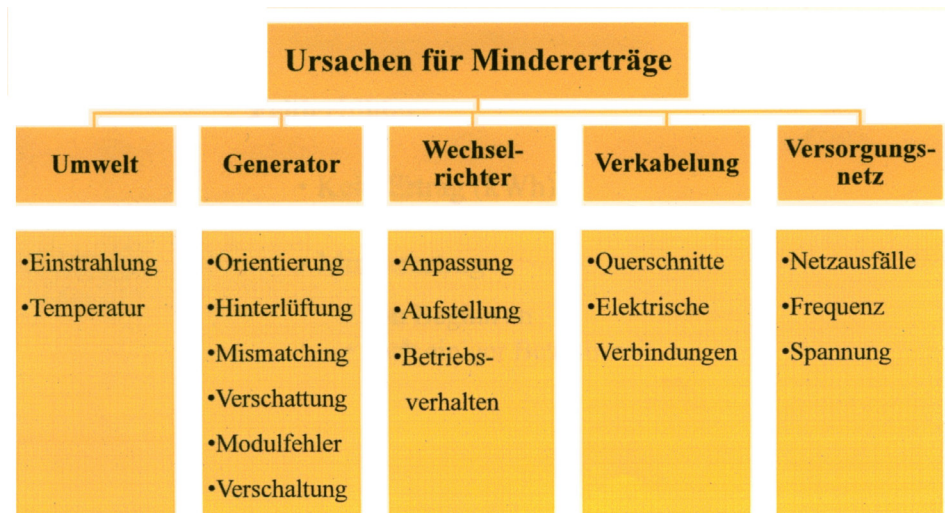 Ursachen für Mindererträge
Umwelt
•Einstrahlung
•Temperatur
Generator
•Orientierung
•Hinterlüftung
•Mismatching
•Verschattung
•Modulfehler
•Verschaltung
Wechsel-
richter
•Anpassung
•Aufstellung
•Betriebs-
verhalten
Verkabelung
•Querschnitte
•Elektrische
Verbindungen
Versorgungs-
netz
•Netzausfälle
•Frequenz
•Spannung